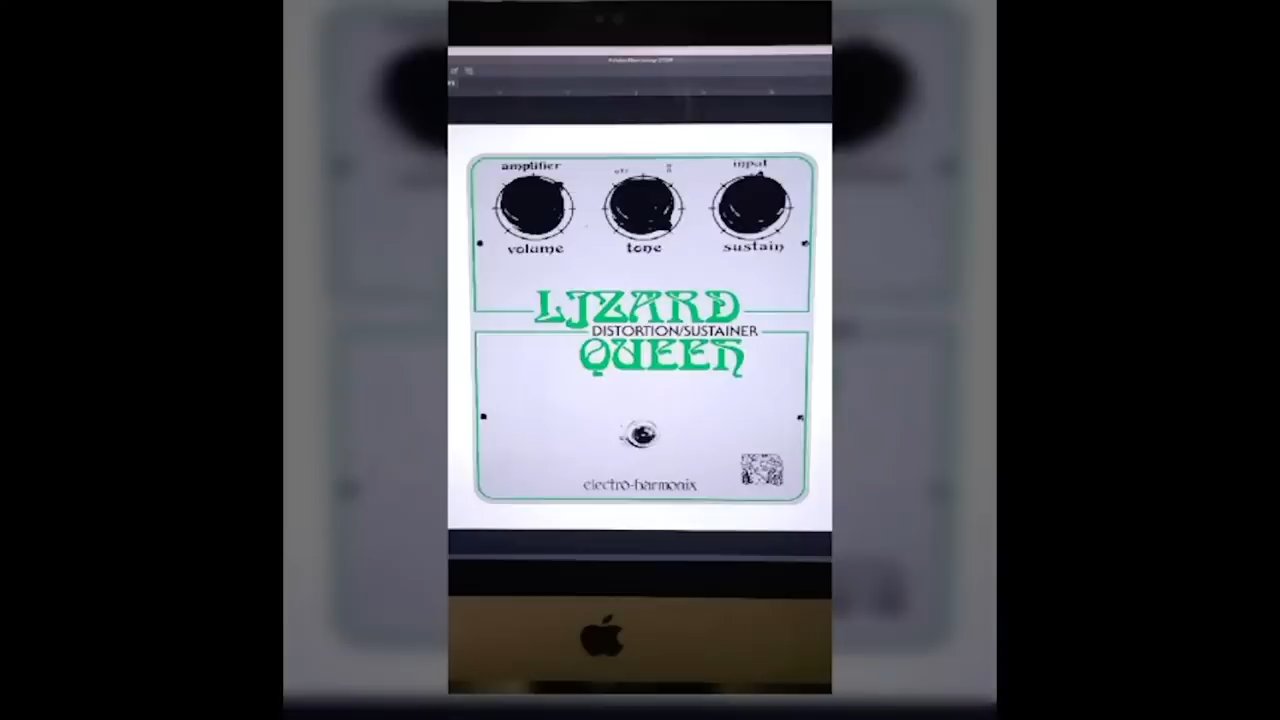 amplifier
input
volume
tone
sustain
LIZARD
DISTORTION/SUSTAINER
QUEEN
electro-harmonix